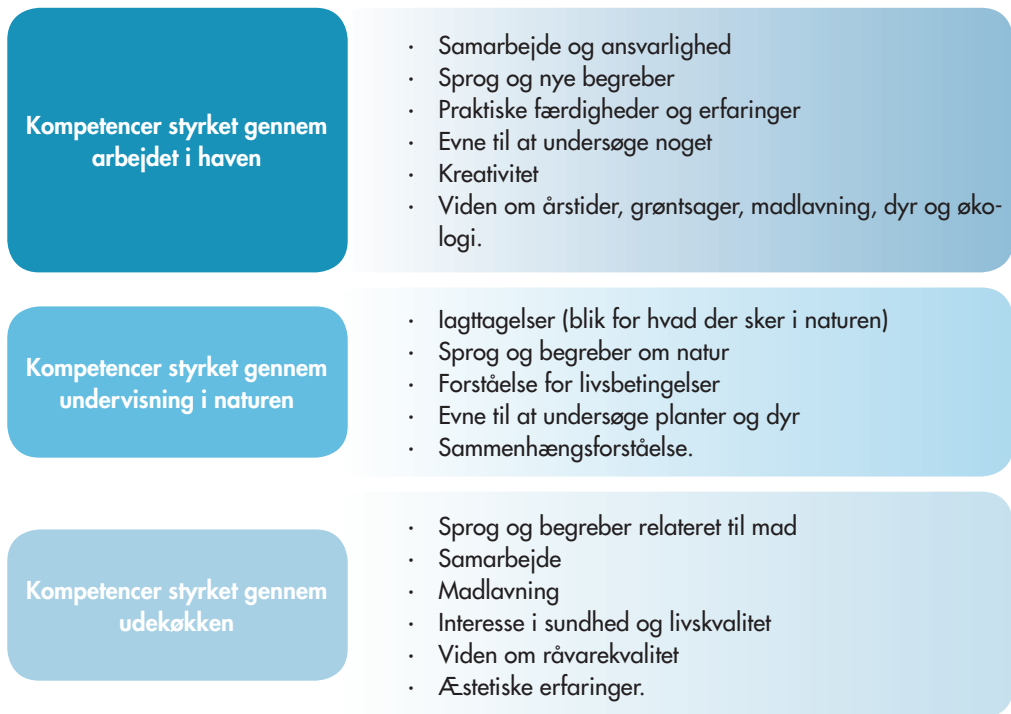 Kompetencer styrket gennem
arbejdet i haven
· Samarbejde og ansvarlighed
· Sprog og nye begreber
· Praktiske færdigheder og erfaringer
· Evne til at undersøge noget
· Kreativitet
· Viden om årstider, grøntsager, madlavning, dyr og øko-
logi.
Kompetencer styrket gennem
undervisning i naturen
· Iagttagelser (blik for hvad der sker i naturen)
· Sprog og begreber om natur
· Forståelse for livsbetingelser
· Evne til at undersøge planter og dyr
· Sammenhængsforståelse.
Kompetencer styrket gennem
udekøkken
· Sprog og begreber relateret til mad
· Samarbejde
· Madlavning
· Interesse i sundhed og livskvalitet
· Viden om råvarekvalitet
· Æstetiske erfaringer.